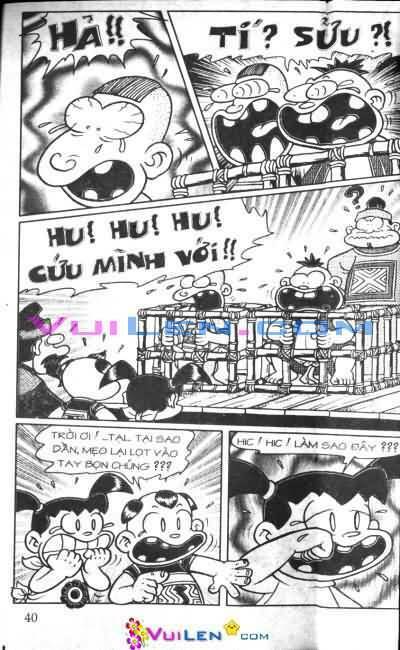 HẢ!!
TÍ? SỬU?!
HU! HU! HU!
CỨU MÌNH VỚI!!
?
VUILEN.COM
TRỜI ƠI! ...TẠI.. TẠI SAO
DẦN, MẸO LẠI LỌT VÀO
TAY BỌN CHÚNG ???
HIC! HIC! LÀM SAO ĐÂY ???
40
VUILEN.COM